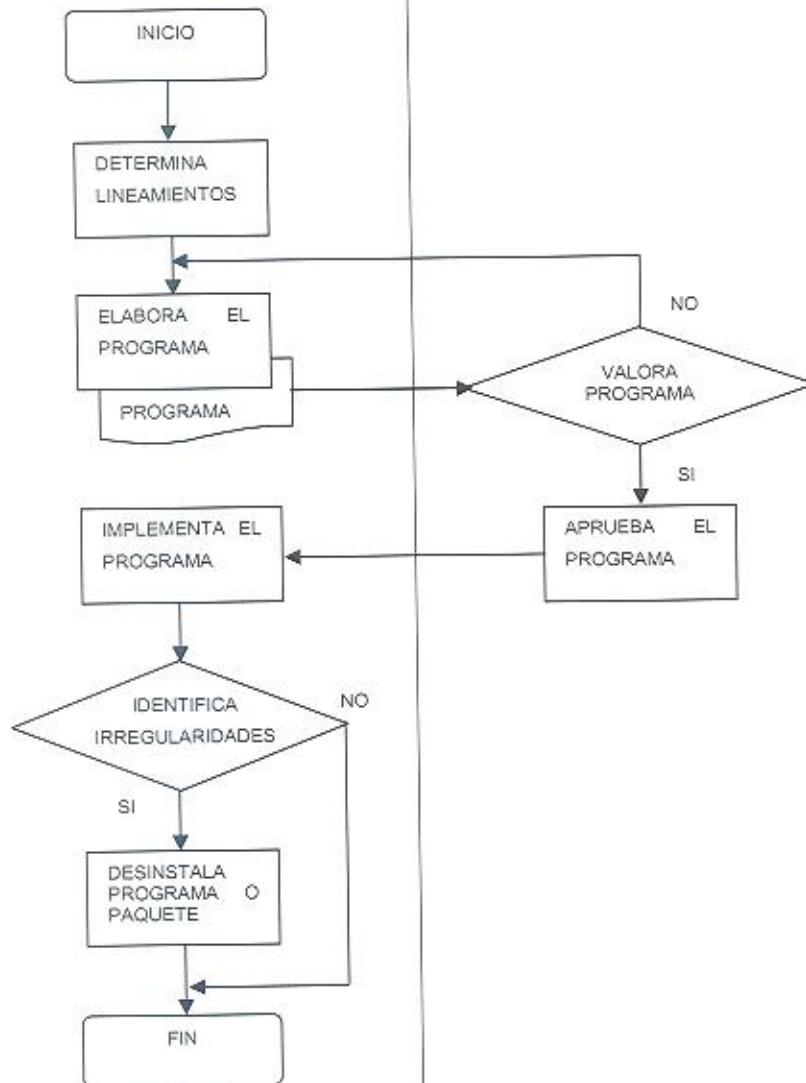 INICIO
DETERMINA
LINEAMIENTOS
ELABORA EL
PROGRAMA
PROGRAMA
NO
VALORA
PROGRAMA
SI
APRUEBA EL
PROGRAMA
IMPLEMENTA EL
PROGRAMA
IDENTIFICA
IRREGULARIDADES
NO
SI
DESINSTALA
PROGRAMA O
PAQUETE
FIN